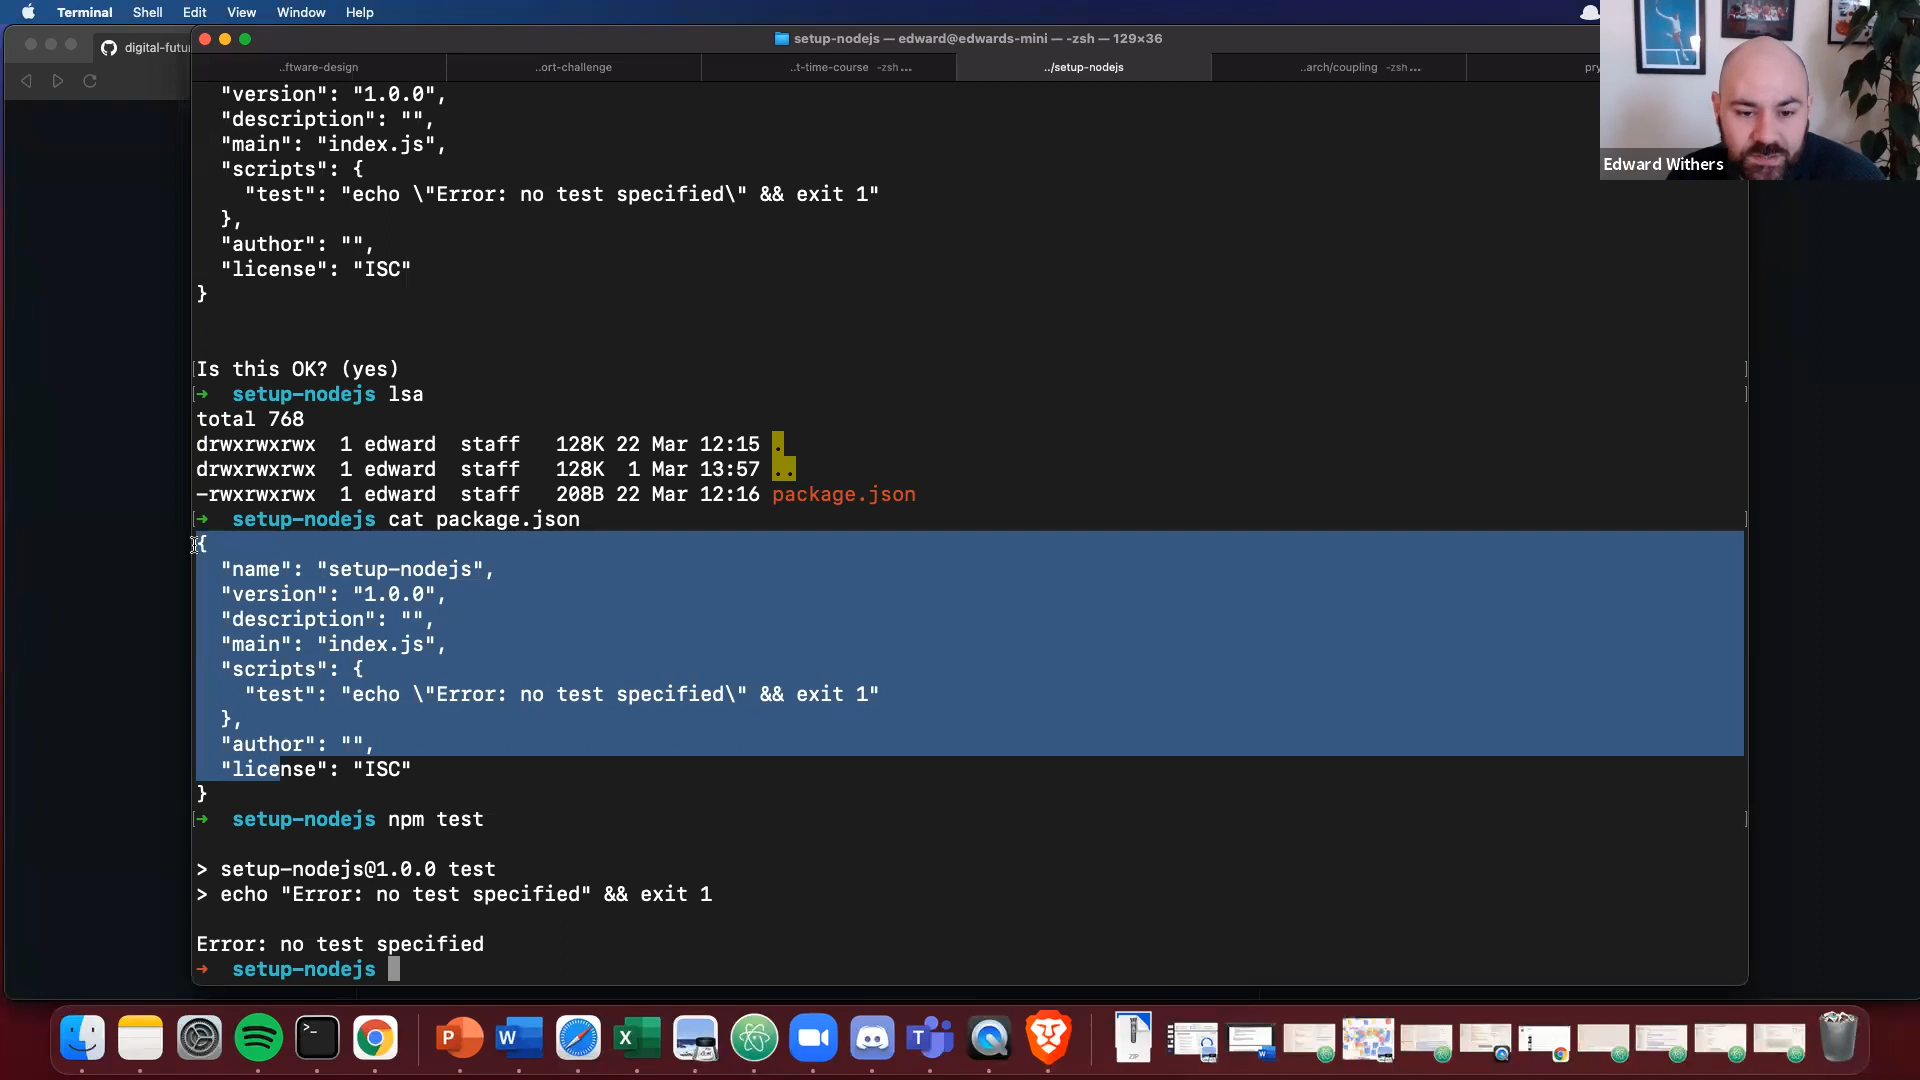 Terminal Shell Edit View Window Help
digital-futu
setup-nodejs — edward@edwards-mini — -zsh — 129×36
..ftware-design ..ort-challenge ..t-time-course -zsh... ../setup-nodejs ..arch/coupling -zsh... pry
"version": "1.0.0",
"description": "",
"main": "index.js",
"scripts": {
"test": "echo \"Error: no test specified\" && exit 1"
},
"author": "",
"license": "ISC"
}
Edward Withers
Is this OK? (yes)
➜ setup-nodejs lsa
total 768
drwxrwxrwx 1 edward staff 128K 22 Mar 12:15 .
drwxrwxrwx 1 edward staff 128K 1 Mar 13:57 ..
-rwxrwxrwx 1 edward staff 208B 22 Mar 12:16 package.json
➜ setup-nodejs cat package.json
{
"name": "setup-nodejs",
"version": "1.0.0",
"description": "",
"main": "index.js",
"scripts": {
"test": "echo \"Error: no test specified\" && exit 1"
},
"author": "",
"license": "ISC"
}
➜ setup-nodejs npm test
> setup-nodejs@1.0.0 test
> echo "Error: no test specified" && exit 1
Error: no test specified
➜ setup-nodejs
ZIP